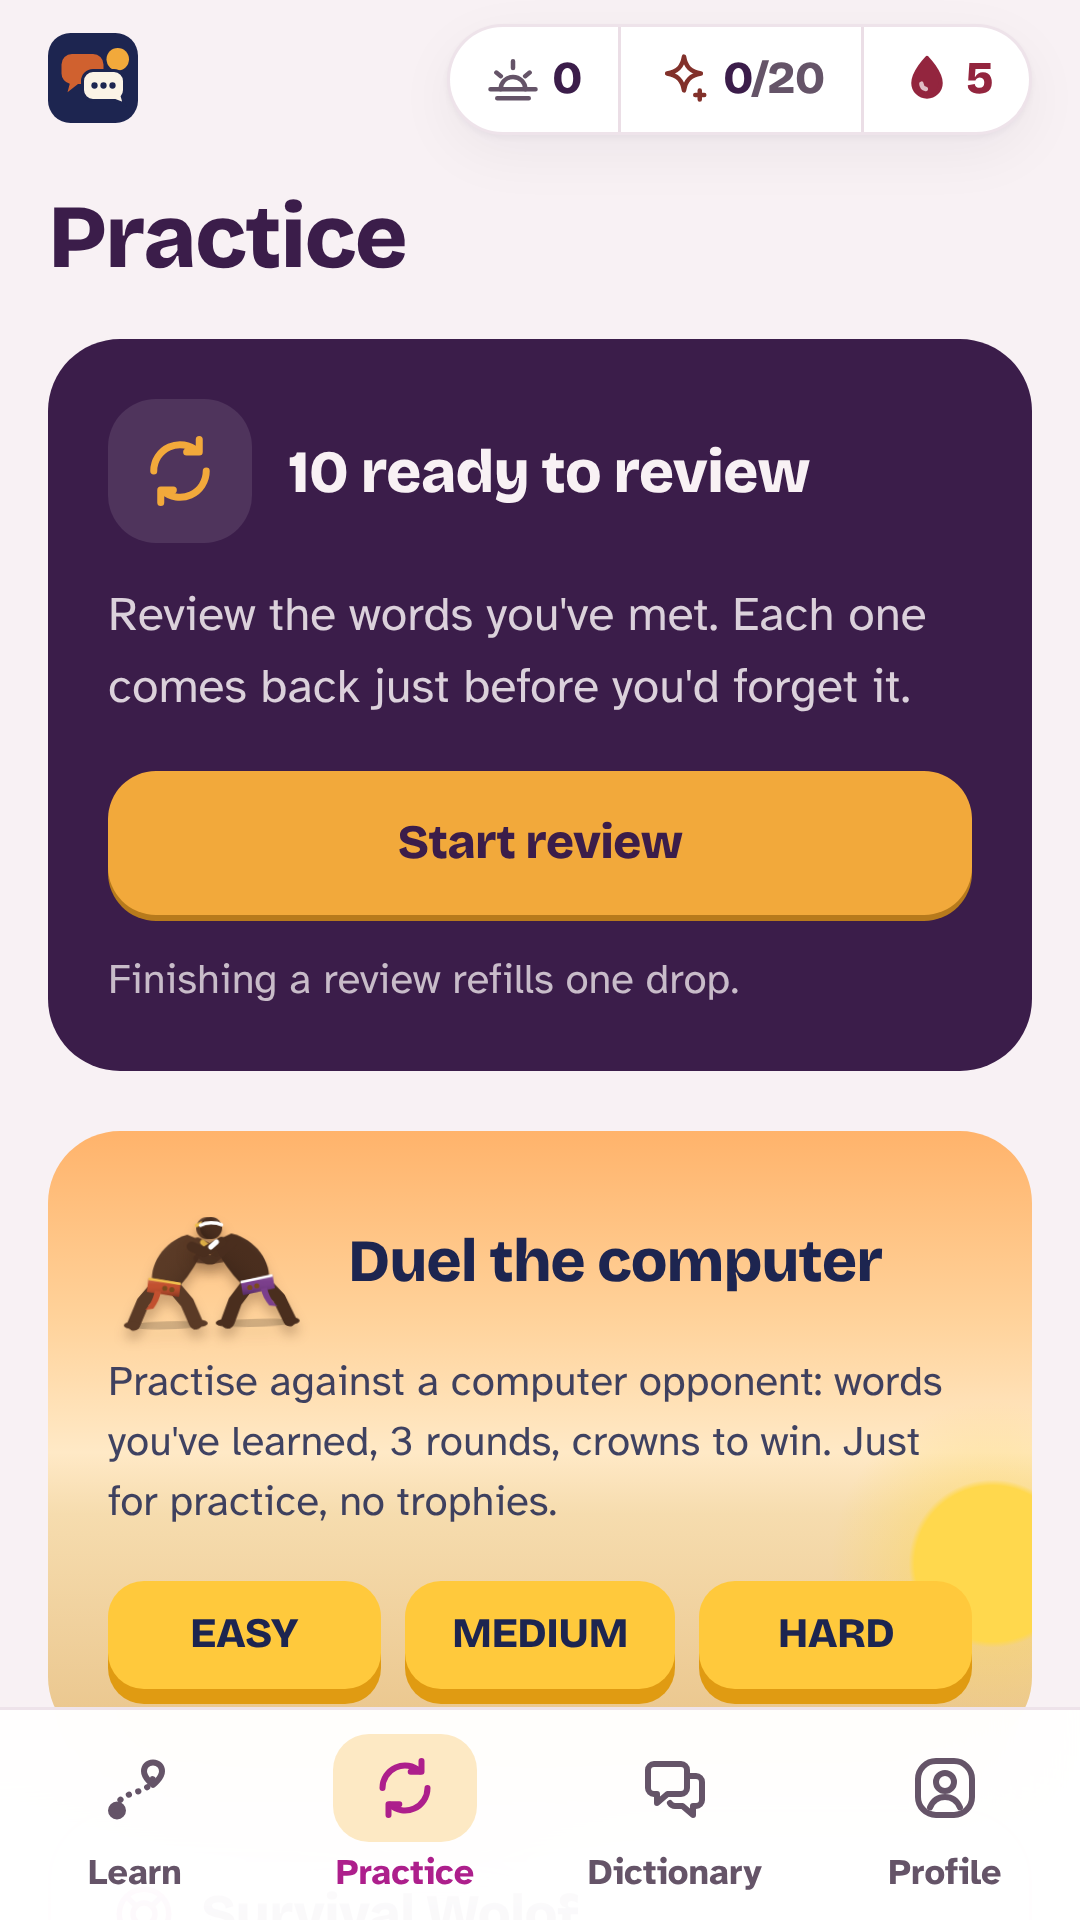 0
0/20
5
Practice
10 ready to review
Review the words you've met. Each one
comes back just before you'd forget it.
Start review
Finishing a review refills one drop.
Duel the computer
Practise against a computer opponent: words
you've learned, 3 rounds, crowns to win. Just
for practice, no trophies.
EASY
MEDIUM
HARD
Learn
Practice
Dictionary
Profile
Survival Wolof